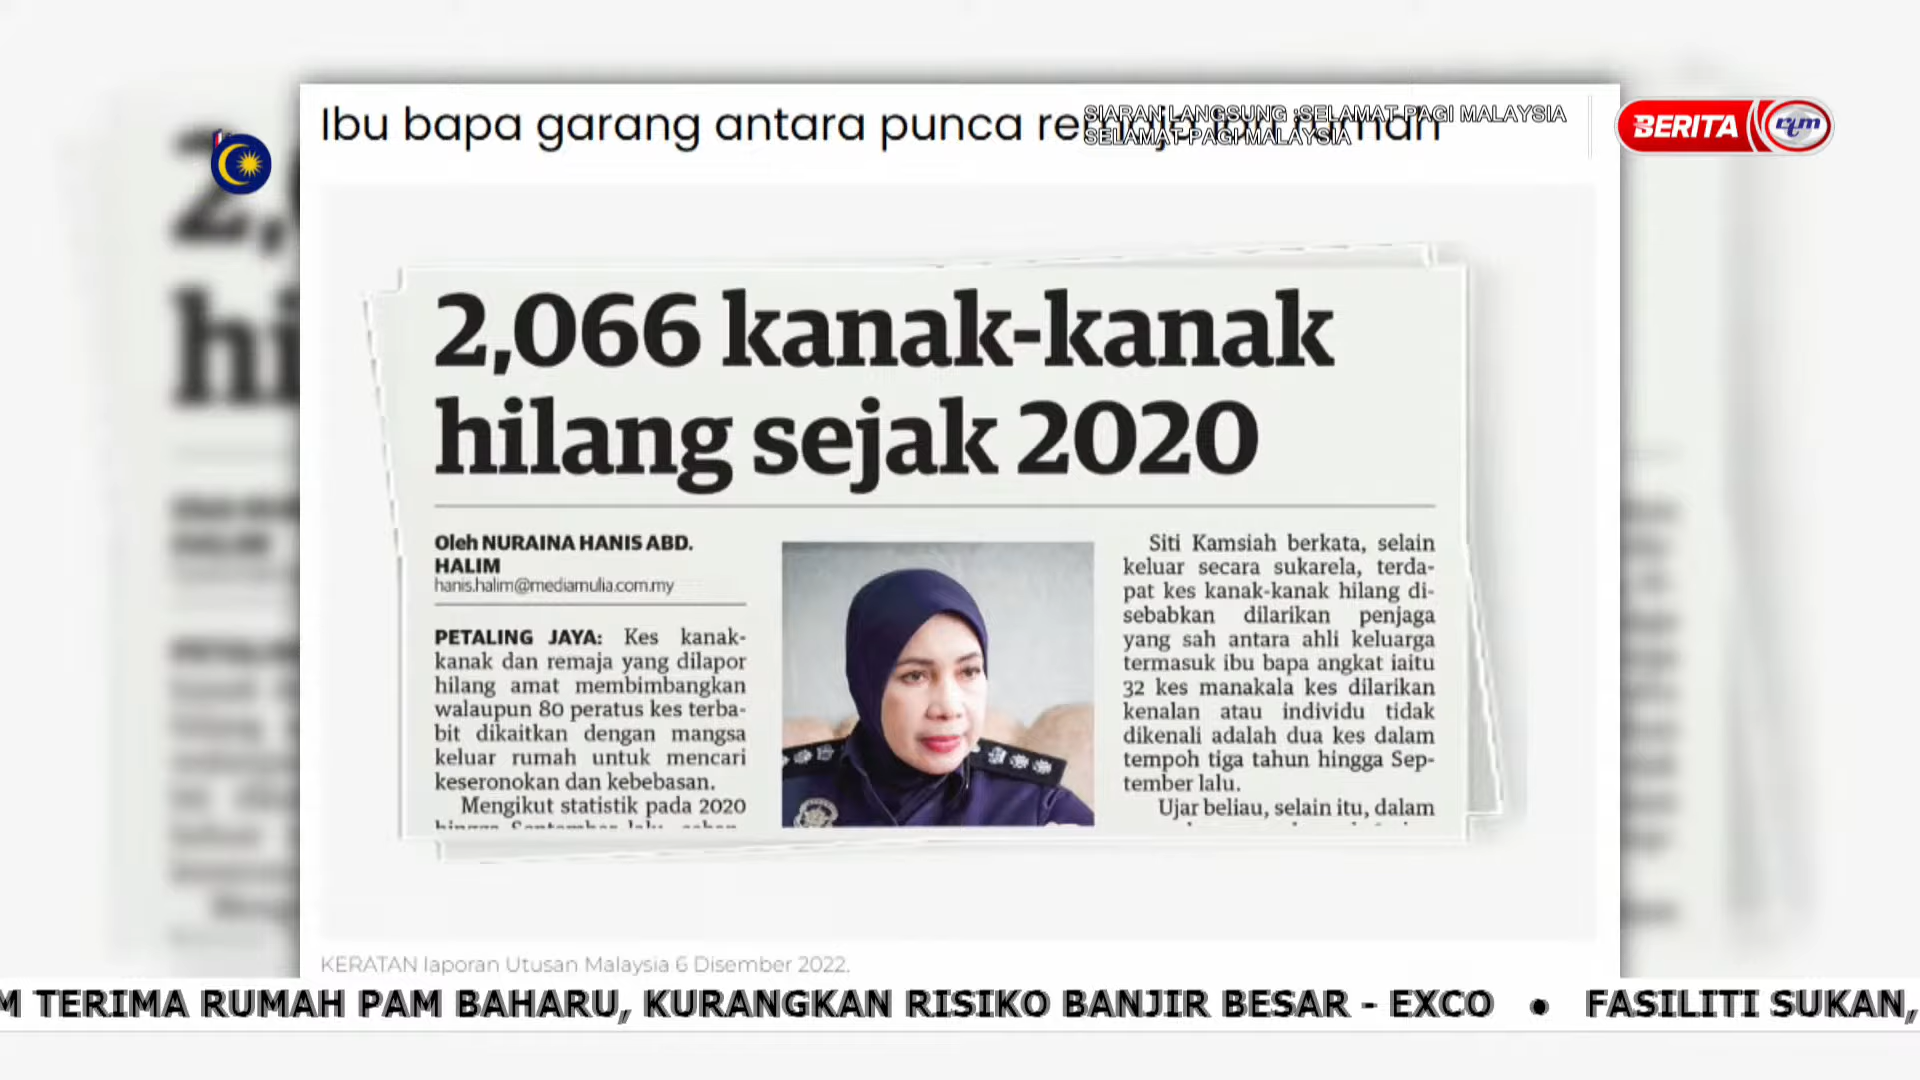 Ibu bapa garang antara punca
SIARAN LANGSUNG :SELAMAT PAGI MALAYSIA
SELAMAT PAGI MALAYSIA
BERITA rtm
2,066 kanak-kanak
hilang sejak 2020
Oleh NURAINA HANIS ABD.
HALIM
hanis.halim@mediamulia.com.my
PETALING JAYA: Kes kanak-
kanak dan remaja yang dilapor
hilang amat membimbangkan
walaupun 80 peratus kes terba-
bit dikaitkan dengan mangsa
keluar rumah untuk mencari
keseronokan dan kebebasan.
Mengikut statistik pada 2020
Siti Kamsiah berkata, selain
keluar secara sukarela, terda-
pat kes kanak-kanak hilang di-
sebabkan dilarikan penjaga
yang sah antara ahli keluarga
termasuk ibu bapa angkat iaitu
32 kes manakala kes dilarikan
kenalan atau individu tidak
dikenali adalah dua kes dalam
tempoh tiga tahun hingga Sep-
tember lalu.
Ujar beliau, selain itu, dalam
KERATAN laporan Utusan Malaysia 6 Disember 2022.
M TERIMA RUMAH PAM BAHARU, KURANGKAN RISIKO BANJIR BESAR - EXCO • FASILITI SUKAN,